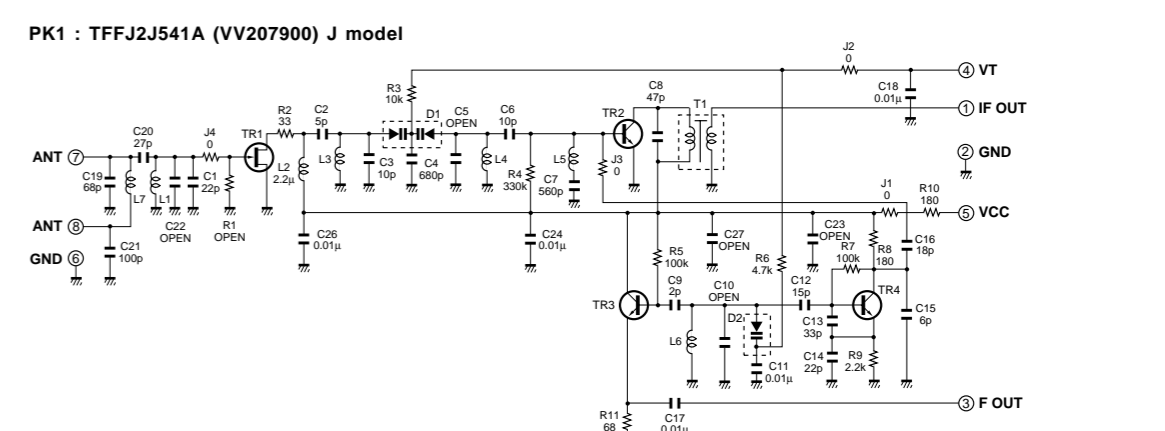 PK1 : TFFJ2J541A (VV207900) J model
J2
0
④ VT
C18
0.01µ
① IF OUT
② GND
R3
10k
D1
C5
OPEN
C6
10p
C8
47p
T1
TR2
R2
33
C2
5p
C20
27p
J4
0
TR1
ANT ⑦
C19
68p
L7
L1
C1
22p
C22
OPEN
R1
OPEN
L2
2.2µ
L3
C3
10p
C4
680p
L4
R4
330k
L5
C7
560p
J3
0
J1
0
R10
180
⑤ VCC
ANT ⑧
C21
100p
GND ⑥
C26
0.01µ
C24
0.01µ
C27
OPEN
C23
OPEN
R5
100k
R6
4.7k
R7
100k
R8
180
C16
18p
TR3
C9
2p
C10
OPEN
C12
15p
TR4
L6
D2
C13
33p
C15
6p
C11
0.01µ
C14
22p
R9
2.2k
③ F OUT
R11
68
C17
0.01µ